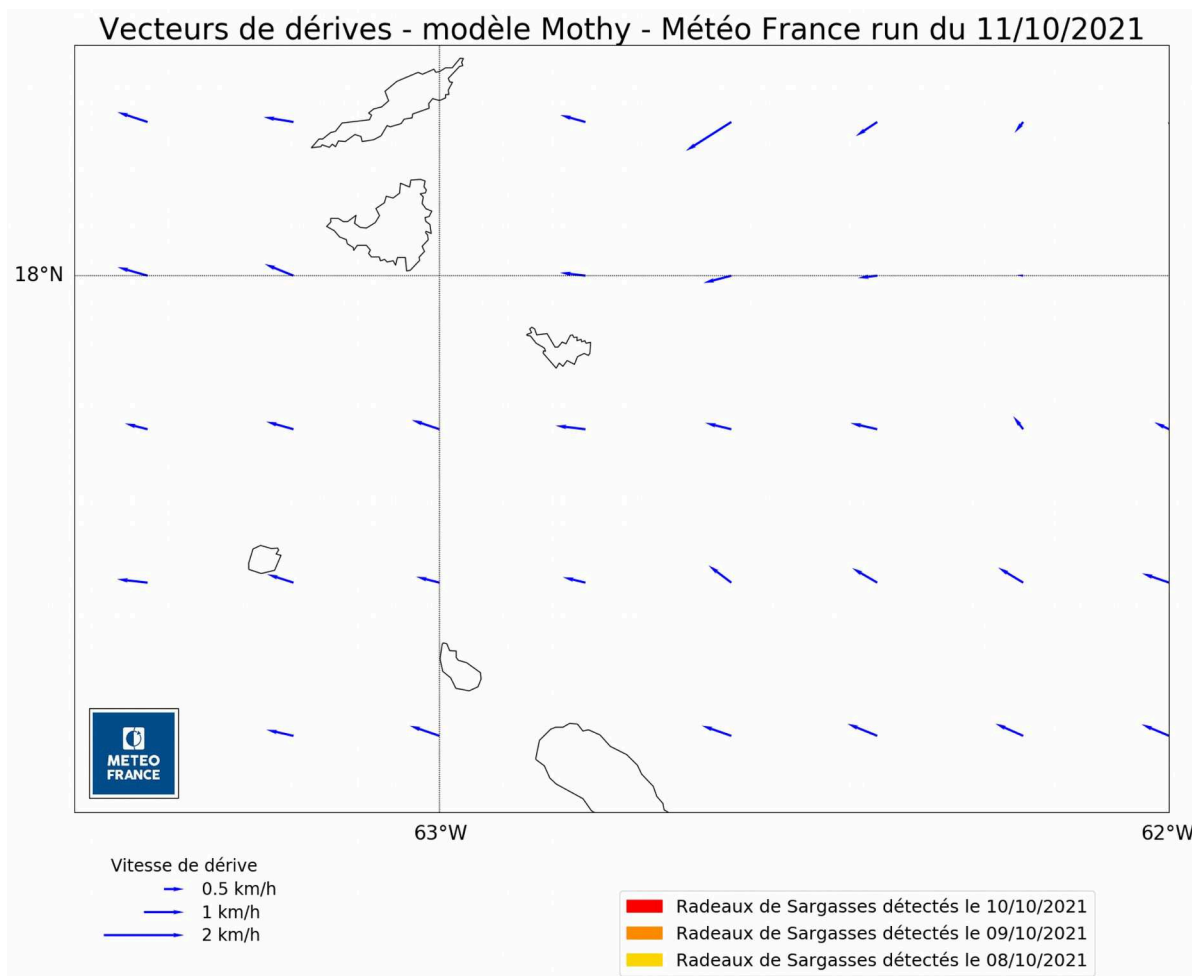 Vecteurs de dérives - modèle Mothy - Météo France run du 11/10/2021
18°N
METEO
FRANCE
63°W
62°W
Vitesse de dérive
0.5 km/h
1 km/h
2 km/h
Radeaux de Sargasses détectés le 10/10/2021
Radeaux de Sargasses détectés le 09/10/2021
Radeaux de Sargasses détectés le 08/10/2021